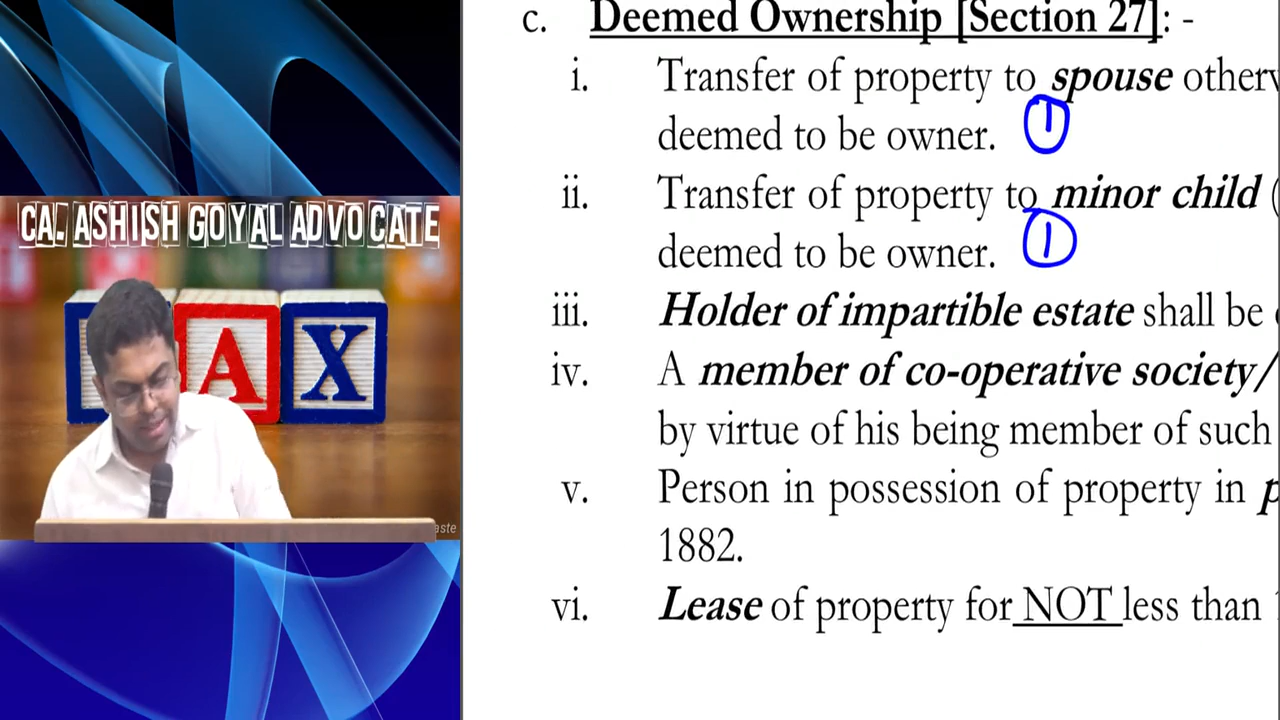 c. Deemed Ownership [Section 27]: -
i. Transfer of property to spouse
deemed to be owner. 1
ii. Transfer of property to minor child (
deemed to be owner. 1
iii. Holder of impartible estate shall be
iv. A member of co-operative society/
by virtue of his being member of such
v. Person in possession of property in
1882.
vi. Lease of property for NOT less than
CA. ASHISH GOYAL ADVOCATE
A X